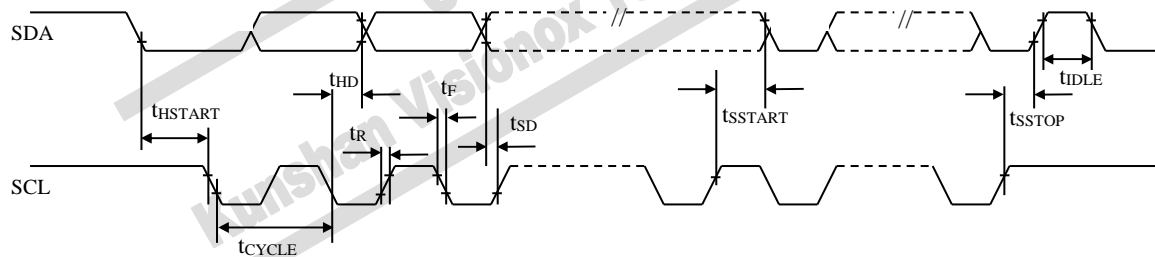 SDA
tHD
tF
tIDLE
tHSTART
tR
tSD
tSSTART
tSSTOP
SCL
tCYCLE
Kunshan Visionox